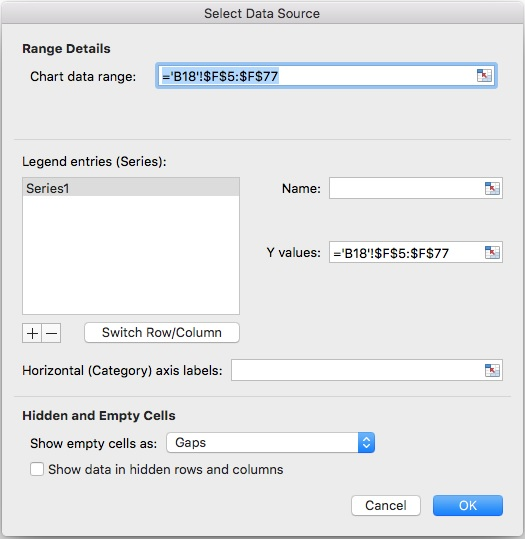 Select Data Source
Range Details
Chart data range: ='B18'!$F$5:$F$77
Legend entries (Series):
Series1
Name:
Y values: ='B18'!$F$5:$F$77
+ − Switch Row/Column
Horizontal (Category) axis labels:
Hidden and Empty Cells
Show empty cells as: Gaps
Show data in hidden rows and columns
Cancel OK